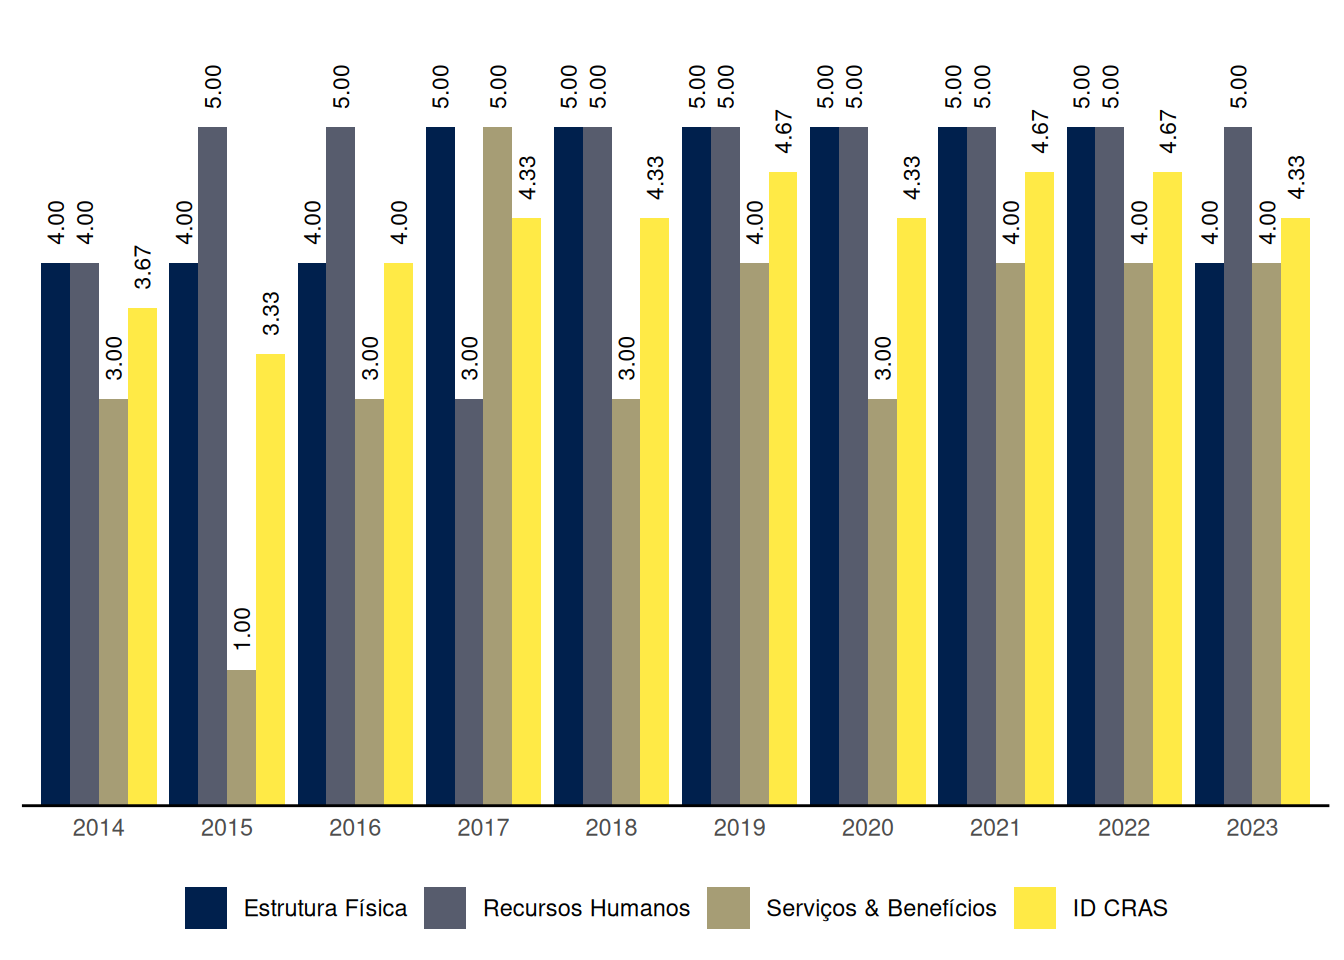 4.00 4.00 3.00 3.67
4.00 5.00 1.00 3.33
4.00 5.00 3.00 4.00
5.00 3.00 5.00 4.33
5.00 5.00 3.00 4.33
5.00 5.00 4.00 4.67
5.00 5.00 3.00 4.33
5.00 5.00 4.00 4.67
5.00 5.00 4.00 4.67
4.00 5.00 4.00 4.33
2014 2015 2016 2017 2018 2019 2020 2021 2022 2023
Estrutura Física Recursos Humanos Serviços & Benefícios ID CRAS